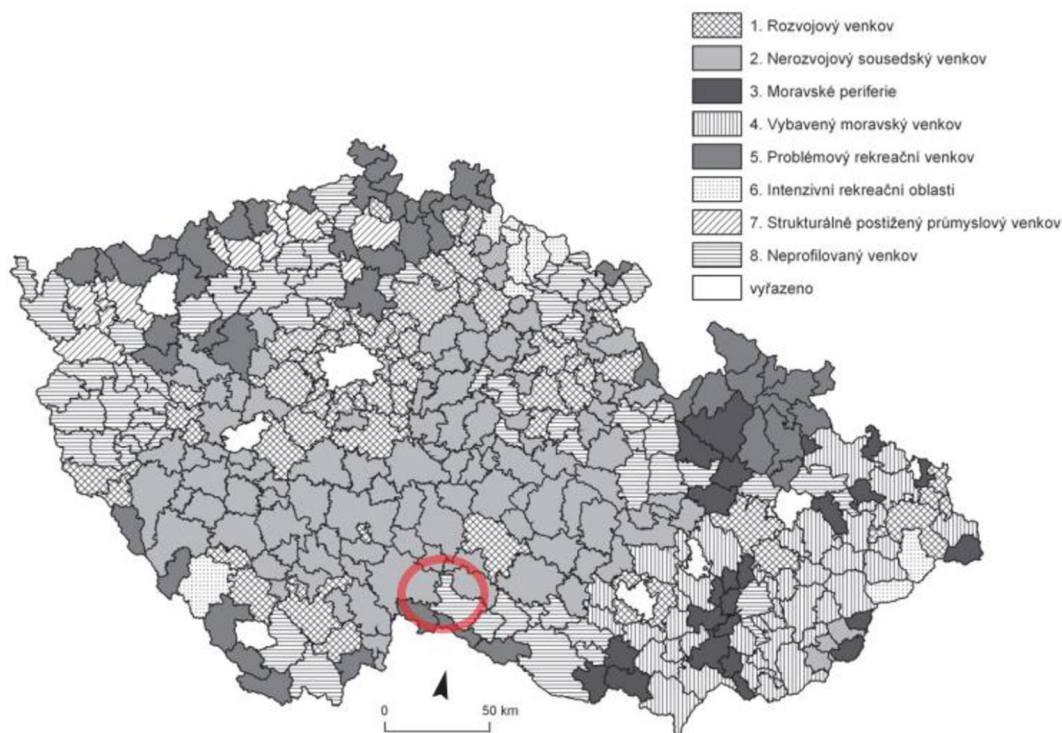 1. Rozvojový venkov
2. Nerozvojový sousedský venkov
3. Moravské periferie
4. Vybavený moravský venkov
5. Problémový rekreační venkov
6. Intenzivní rekreační oblasti
7. Strukturálně postižený průmyslový venkov
8. Neprofilovaný venkov
vyřazeno
0 50 km